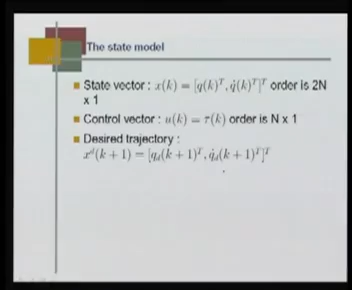 The state model
State vector : x(k) = [q(k)^T, q̇(k)^T]^T order is 2N
x 1
Control vector : u(k) = τ(k) order is N x 1
Desired trajectory :
x^d(k + 1) = [q_d(k + 1)^T, q̇_d(k + 1)^T]^T